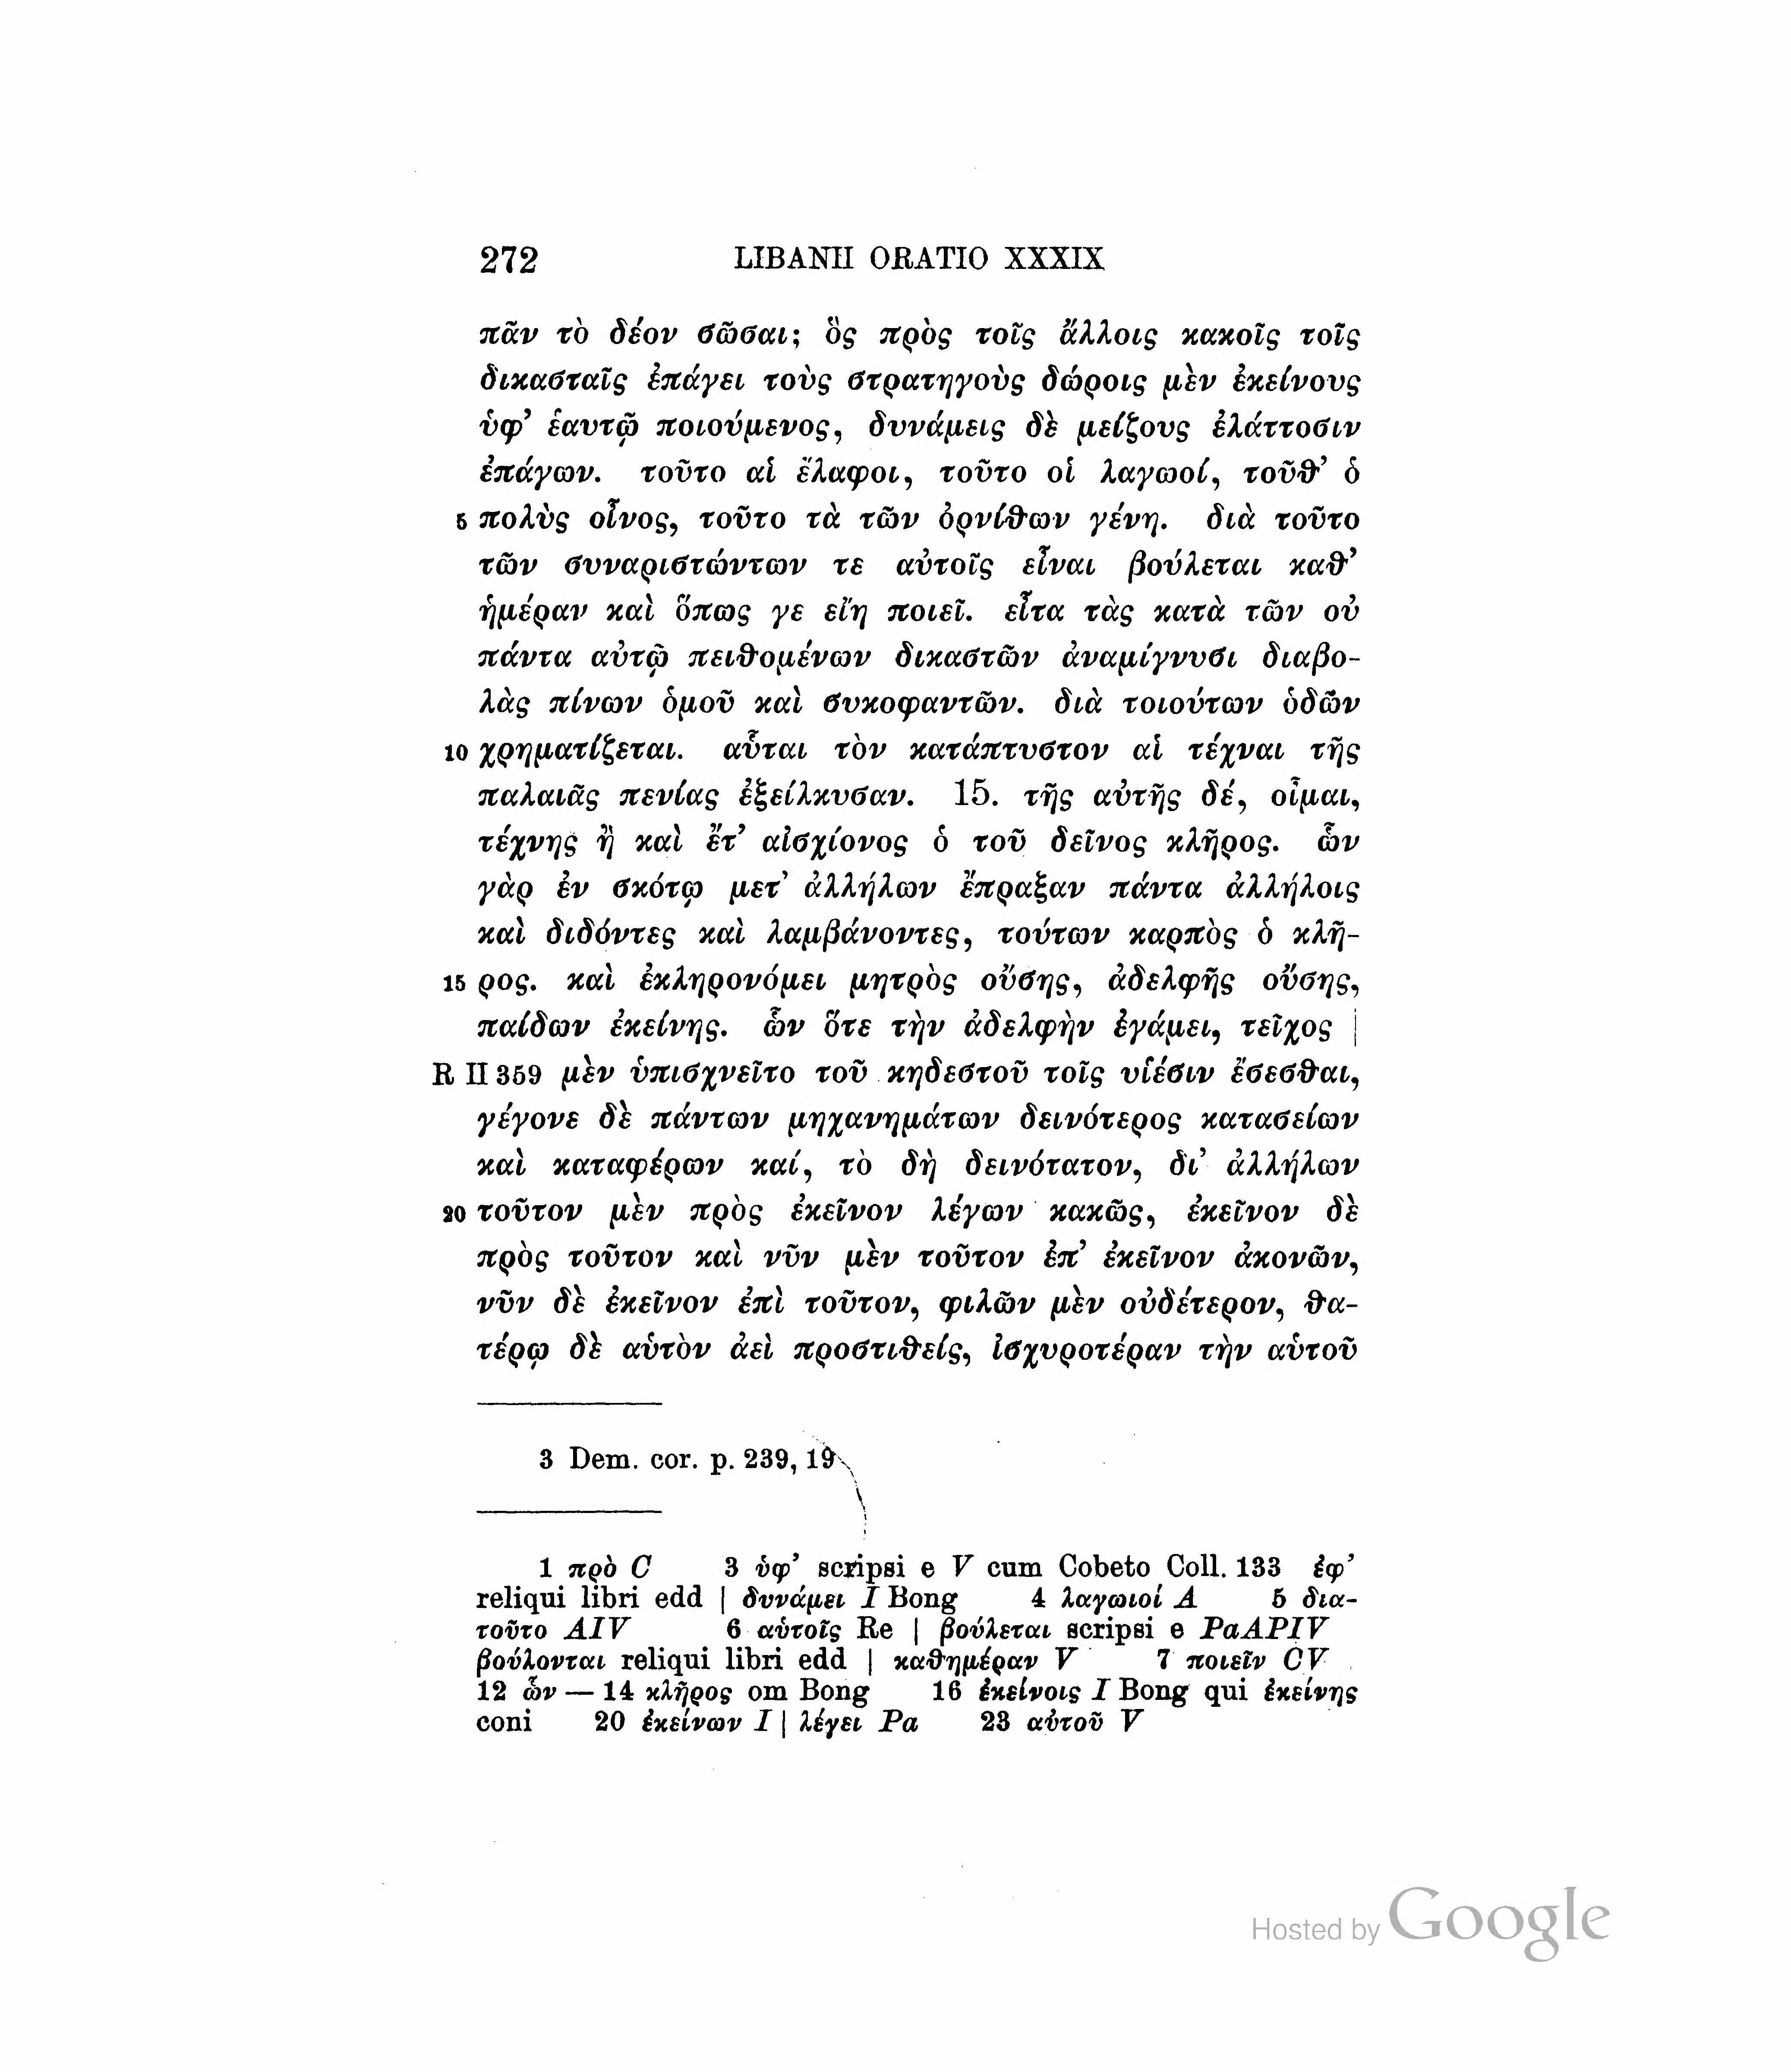 272 LIBANII ORATIO XXXIX
πᾶν τὸ δέον σῶσαι; ὃς πρὸς τοῖς ἄλλοις κακοῖς τοῖς
δικασταῖς ἐπάγει τοὺς στρατηγοὺς δώροις μὲν ἐκείνους
ὑφ’ ἑαυτῷ ποιούμενος, δυνάμεις δὲ μείζους ἐλάττοσιν
ἐπάγων. τοῦτο αἱ ἔλαφοι, τοῦτο οἱ λαγωοί, τοῦθ’ ὁ
5 πολὺς οἶνος, τοῦτο τὰ τῶν ὀρνίθων γένη. διὰ τοῦτο
τῶν συναριστώντων τε αὐτοῖς εἶναι βούλεται καθ’
ἡμέραν καὶ ὅπως γε εἴη ποιεῖ. εἶτα τὰς κατὰ τῶν οὐ
πάντα αὐτῷ πειθομένων δικαστῶν ἀναμίγνυσι διαβο-
λὰς πίνων ὁμοῦ καὶ συκοφαντῶν. διὰ τοιούτων ὁδῶν
10 χρηματίζεται. αὗται τὸν κατάπτυστον αἱ τέχναι τῆς
παλαιᾶς πενίας ἐξείλκυσαν. 15. τῆς αὐτῆς δέ, οἶμαι,
τέχνης ἢ καὶ ἔτ’ αἰσχίονος ὁ τοῦ δεῖνος κλῆρος. ὧν
γὰρ ἐν σκότῳ μετ’ ἀλλήλων ἔπραξαν πάντα ἀλλήλοις
καὶ διδόντες καὶ λαμβάνοντες, τούτων καρπὸς ὁ κλῆ-
15 ρος. καὶ ἐκληρονόμει μητρὸς οὔσης, ἀδελφῆς οὔσης,
παίδων ἐκείνης. ὧν ὅτε τὴν ἀδελφὴν ἐγάμει, τεῖχος |
R II 359 μὲν ὑπισχνεῖτο τοῦ κηδεστοῦ τοῖς υἱέσιν ἔσεσθαι,
γέγονε δὲ πάντων μηχανημάτων δεινότερος κατασείων
καὶ καταφέρων καί, τὸ δὴ δεινότατον, δι’ ἀλλήλων
20 τοῦτον μὲν πρὸς ἐκεῖνον λέγων κακῶς, ἐκεῖνον δὲ
πρὸς τοῦτον καὶ νῦν μὲν τοῦτον ἐπ’ ἐκεῖνον ἀκονῶν,
νῦν δὲ ἐκεῖνον ἐπὶ τοῦτον, φιλῶν μὲν οὐδέτερον, θα-
τέρῳ δὲ αὑτὸν ἀεὶ προστιθείς, ἰσχυροτέραν τὴν αὑτοῦ
3 Dem. cor. p. 239, 19
1 πρὸ C 3 ὑφ’ scripsi e V cum Cobeto Coll. 133 ἐφ’
reliqui libri edd | δυνάμει I Bong 4 λαγωιοί A 5 δια-
τοῦτο AIV 6 αὑτοῖς Re | βούλεται scripsi e PaAPIV
βούλονται reliqui libri edd | καθημέραν V 7 ποιεῖν CV
12 ὧν — 14 κλῆρος om Bong 16 ἐκείνοις I Bong qui ἐκείνης
coni 20 ἐκείνων I | λέγει Pa 23 αὐτοῦ V
Hosted by Google